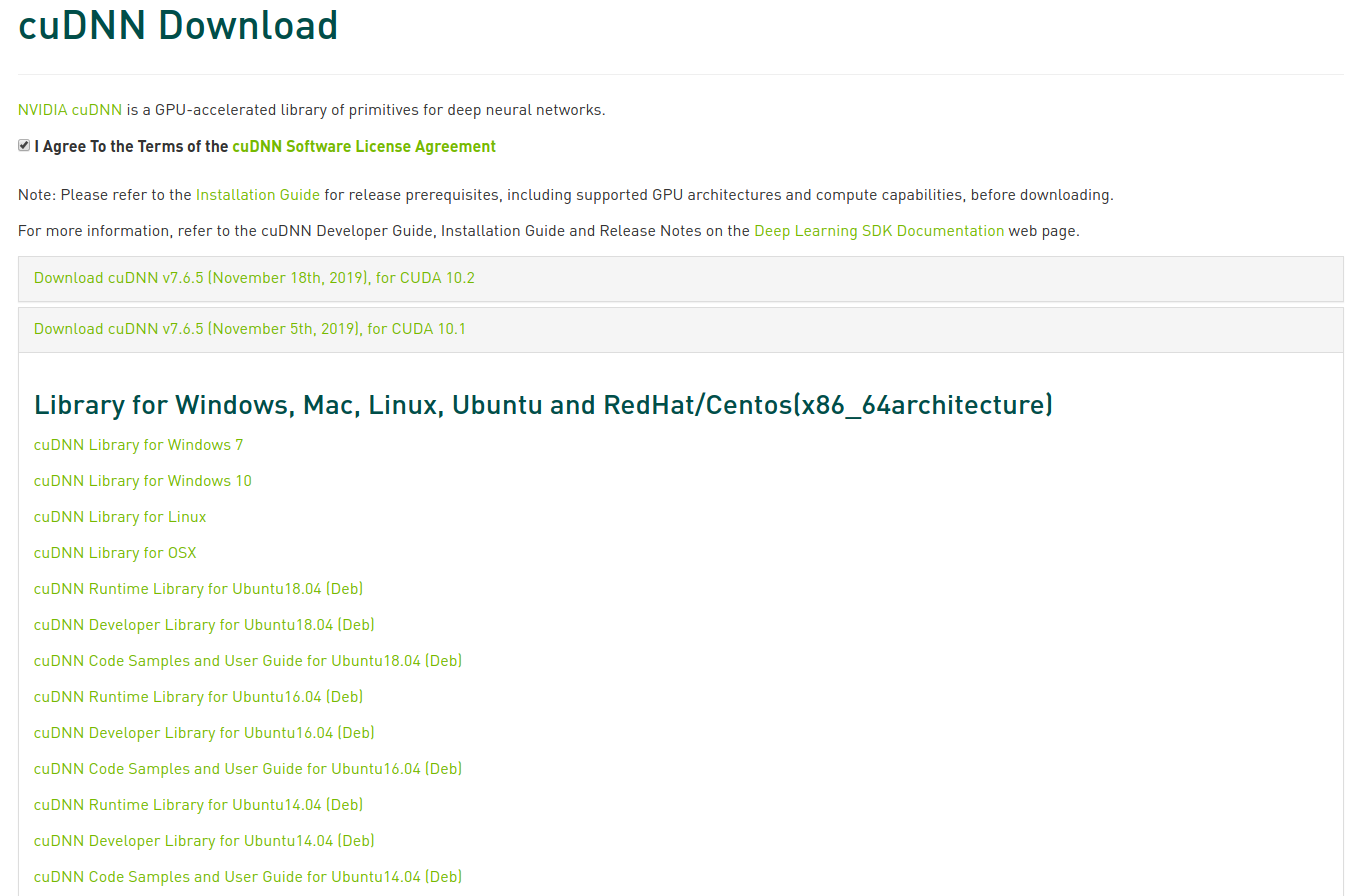 cuDNN Download
NVIDIA cuDNN is a GPU-accelerated library of primitives for deep neural networks.
I Agree To the Terms of the cuDNN Software License Agreement
Note: Please refer to the Installation Guide for release prerequisites, including supported GPU architectures and compute capabilities, before downloading.
For more information, refer to the cuDNN Developer Guide, Installation Guide and Release Notes on the Deep Learning SDK Documentation web page.
Download cuDNN v7.6.5 (November 18th, 2019), for CUDA 10.2
Download cuDNN v7.6.5 (November 5th, 2019), for CUDA 10.1
Library for Windows, Mac, Linux, Ubuntu and RedHat/Centos(x86_64architecture)
cuDNN Library for Windows 7
cuDNN Library for Windows 10
cuDNN Library for Linux
cuDNN Library for OSX
cuDNN Runtime Library for Ubuntu18.04 (Deb)
cuDNN Developer Library for Ubuntu18.04 (Deb)
cuDNN Code Samples and User Guide for Ubuntu18.04 (Deb)
cuDNN Runtime Library for Ubuntu16.04 (Deb)
cuDNN Developer Library for Ubuntu16.04 (Deb)
cuDNN Code Samples and User Guide for Ubuntu16.04 (Deb)
cuDNN Runtime Library for Ubuntu14.04 (Deb)
cuDNN Developer Library for Ubuntu14.04 (Deb)
cuDNN Code Samples and User Guide for Ubuntu14.04 (Deb)